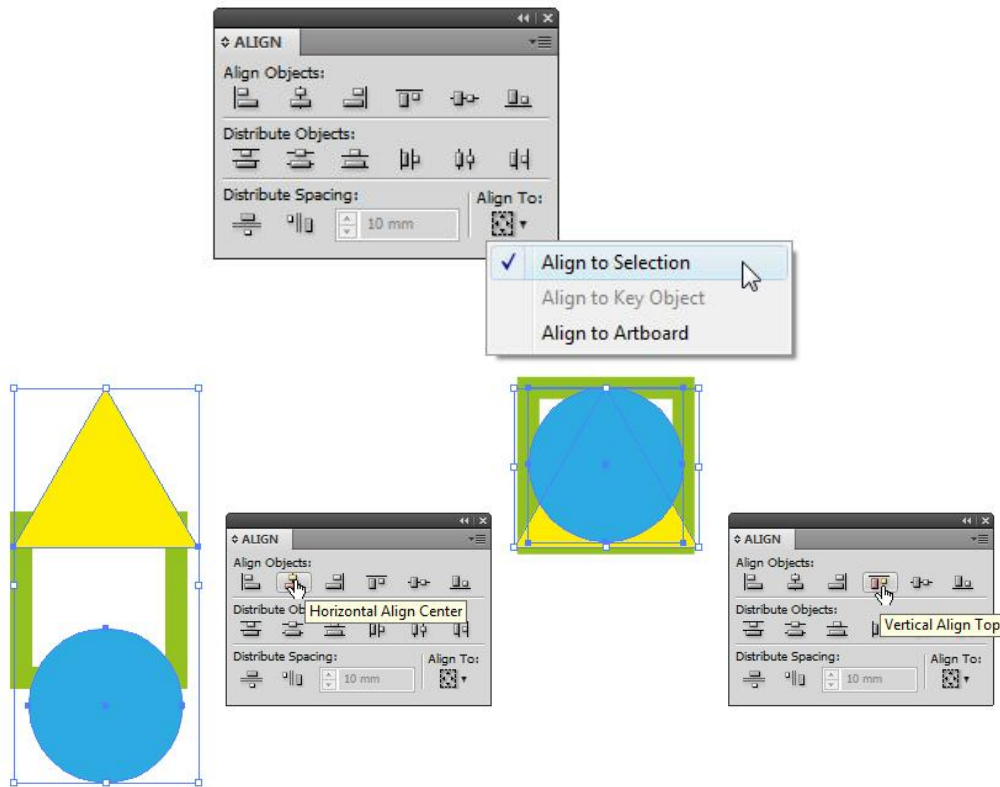 ALIGN
Align Objects:
Distribute Objects:
Distribute Spacing:
Align To:
10 mm
Align to Selection
Align to Key Object
Align to Artboard
ALIGN
Align Objects:
Horizontal Align Center
Distribute Ob
Distribute Spacing:
Align To:
10 mm
ALIGN
Align Objects:
Distribute Objects:
Vertical Align Top
Distribute Spacing:
Align To:
10 mm